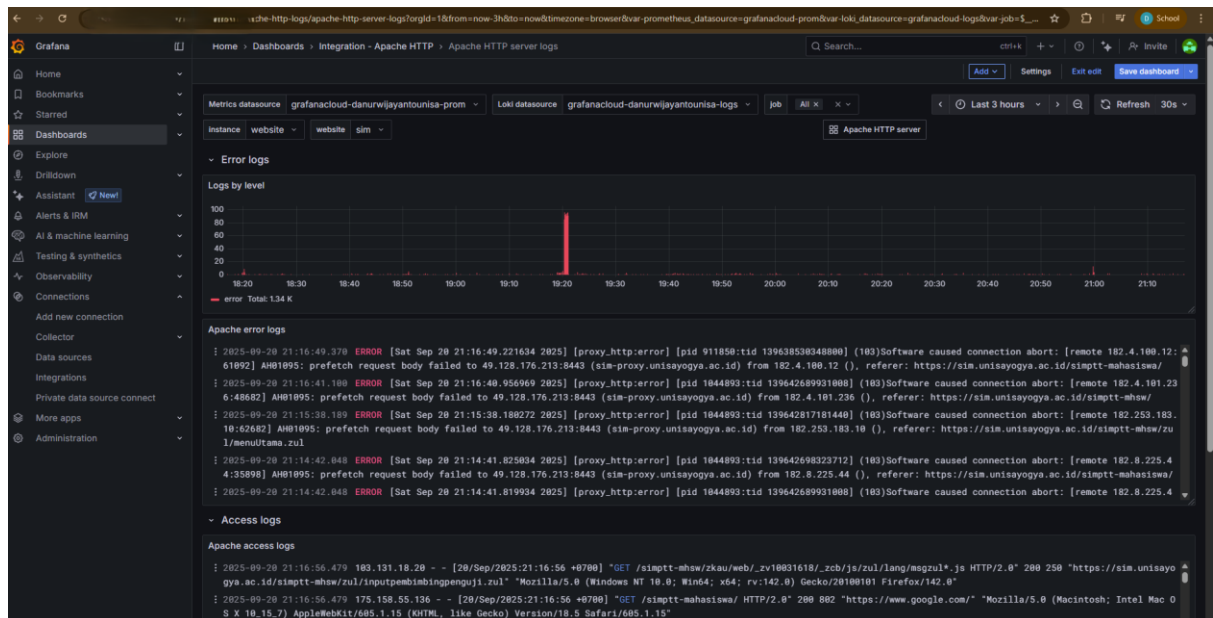 che-http-logs/apache-http-server-logs?orgId=1&from=now-3h&to=now&timezone=browser&var-prometheus_datasource=grafanacloud-prom&var-loki_datasource=grafanacloud-logs&var-job=$__...
School
Grafana
Home › Dashboards › Integration - Apache HTTP › Apache HTTP server logs
Search...
ctrl+k
Invite
Home
Add
Settings
Exit edit
Save dashboard
Bookmarks
Starred
Dashboards
Explore
Drilldown
Assistant
New!
Alerts & IRM
AI & machine learning
Testing & synthetics
Observability
Connections
Add new connection
Collector
Data sources
Integrations
Private data source connect
More apps
Administration
Metrics datasource grafanacloud-danurwijayantounisa-prom
Loki datasource grafanacloud-danurwijayantounisa-logs
job All ×
Last 3 hours
Refresh 30s
instance website
website sim
Apache HTTP server
Error logs
Logs by level
100
80
60
40
20
0
18:20 18:30 18:40 18:50 19:00 19:10 19:20 19:30 19:40 19:50 20:00 20:10 20:20 20:30 20:40 20:50 21:00 21:10
error Total: 1.34 K
Apache error logs
2025-09-20 21:16:49.370 ERROR [Sat Sep 20 21:16:49.221634 2025] [proxy_http:error] [pid 911850:tid 139638530348800] (103)Software caused connection abort: [remote 182.4.100.12:
61092] AH01095: prefetch request body failed to 49.128.176.213:8443 (sim-proxy.unisayogya.ac.id) from 182.4.100.12 (), referer: https://sim.unisayogya.ac.id/simptt-mahasiswa/
2025-09-20 21:16:41.100 ERROR [Sat Sep 20 21:16:40.956969 2025] [proxy_http:error] [pid 1044893:tid 139642689931008] (103)Software caused connection abort: [remote 182.4.101.23
6:48682] AH01095: prefetch request body failed to 49.128.176.213:8443 (sim-proxy.unisayogya.ac.id) from 182.4.101.236 (), referer: https://sim.unisayogya.ac.id/simptt-mhsw/
2025-09-20 21:15:38.189 ERROR [Sat Sep 20 21:15:38.180272 2025] [proxy_http:error] [pid 1044893:tid 139642817181440] (103)Software caused connection abort: [remote 182.253.183.
10:62682] AH01095: prefetch request body failed to 49.128.176.213:8443 (sim-proxy.unisayogya.ac.id) from 182.253.183.10 (), referer: https://sim.unisayogya.ac.id/simptt-mhsw/zu
l/menuUtama.zul
2025-09-20 21:14:42.048 ERROR [Sat Sep 20 21:14:41.825034 2025] [proxy_http:error] [pid 1044893:tid 139642698323712] (103)Software caused connection abort: [remote 182.8.225.4
4:35898] AH01095: prefetch request body failed to 49.128.176.213:8443 (sim-proxy.unisayogya.ac.id) from 182.8.225.44 (), referer: https://sim.unisayogya.ac.id/simptt-mahasiswa/
2025-09-20 21:14:42.048 ERROR [Sat Sep 20 21:14:41.819934 2025] [proxy_http:error] [pid 1044893:tid 139642689931008] (103)Software caused connection abort: [remote 182.8.225.4
Access logs
Apache access logs
2025-09-20 21:16:56.479 103.131.18.20 - - [20/Sep/2025:21:16:56 +0700] "GET /simptt-mhsw/zkau/web/_zv10031618/_zcb/js/zul/lang/msgzul*.js HTTP/2.0" 200 250 "https://sim.unisayo
gya.ac.id/simptt-mhsw/zul/inputpembimbingpenguji.zul" "Mozilla/5.0 (Windows NT 10.0; Win64; x64; rv:142.0) Gecko/20100101 Firefox/142.0"
2025-09-20 21:16:56.479 175.158.55.136 - - [20/Sep/2025:21:16:56 +0700] "GET /simptt-mahasiswa/ HTTP/2.0" 200 802 "https://www.google.com/" "Mozilla/5.0 (Macintosh; Intel Mac O
S X 10_15_7) AppleWebKit/605.1.15 (KHTML, like Gecko) Version/18.5 Safari/605.1.15"